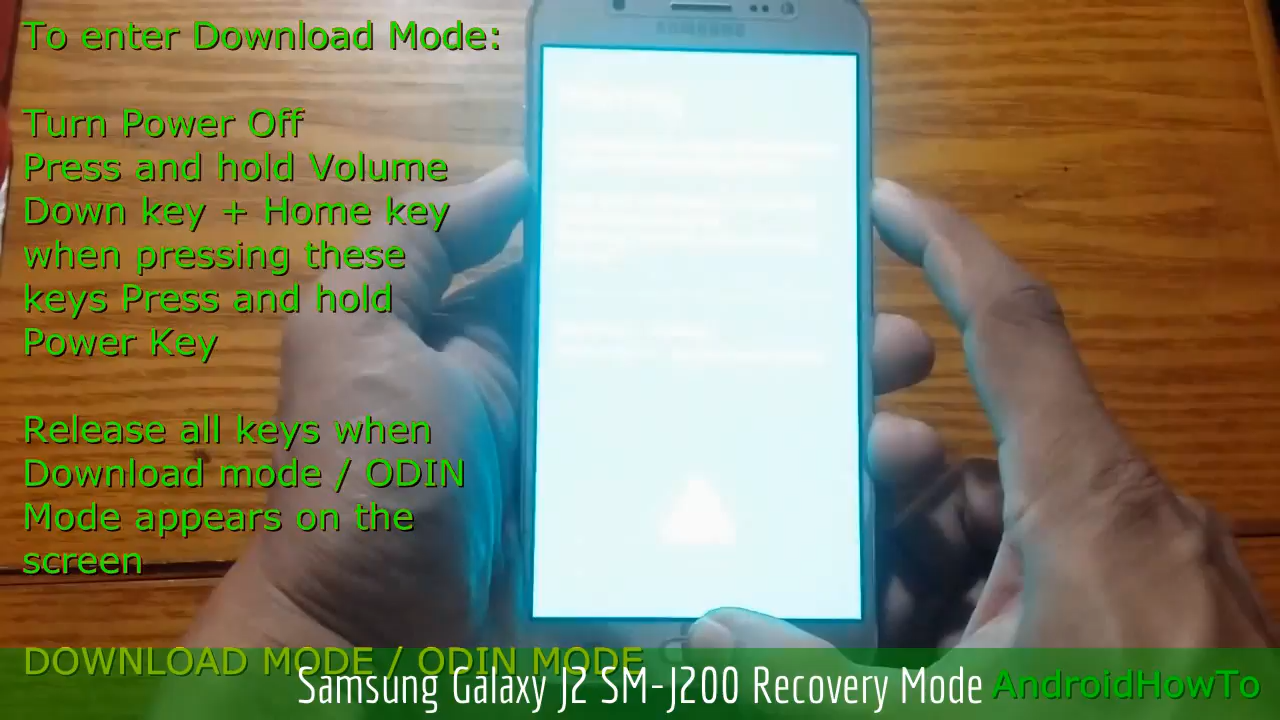 To enter Download Mode:
Turn Power Off
Press and hold Volume
Down key + Home key
when pressing these
keys Press and hold
Power Key
Release all keys when
Download mode / ODIN
Mode appears on the
screen
DOWNLOAD MODE / ODIN MODE
Samsung Galaxy J2 SM-J200 Recovery Mode
AndroidHowTo
SAMSUNG